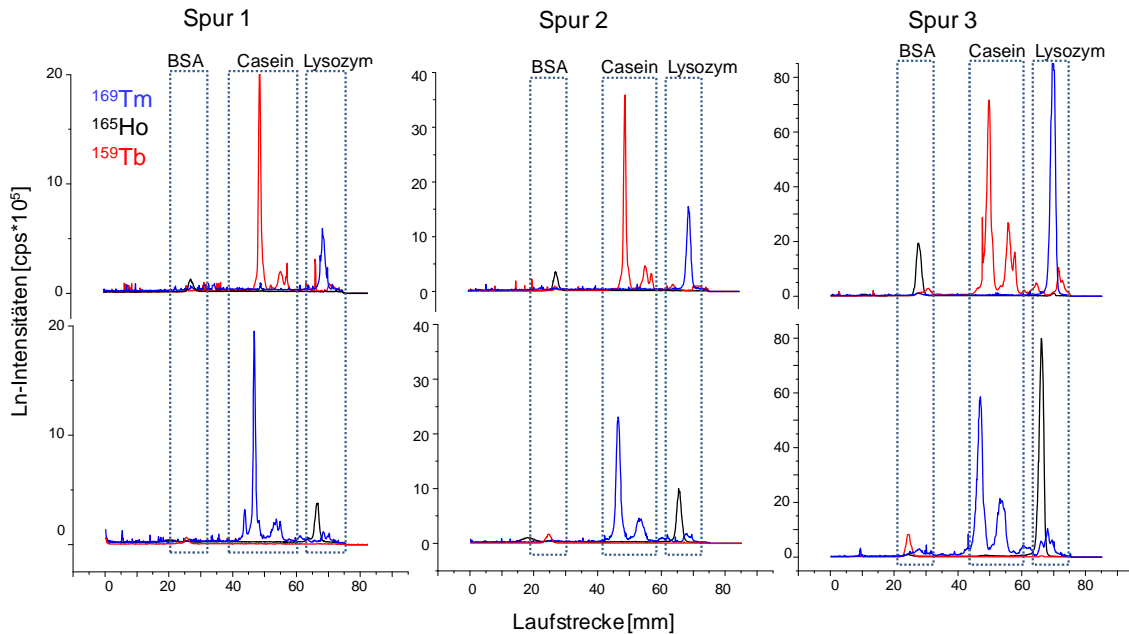 Spur 1
Spur 2
Spur 3
BSA Casein Lysozym
BSA Casein Lysozym
BSA Casein Lysozym
¹⁶⁹Tm
¹⁶⁵Ho
¹⁵⁹Tb
Ln-Intensitäten [cps*10⁵]
20
10
0
40
30
20
10
0
80
60
40
20
0
20
10
0
40
30
20
10
0
80
60
40
20
0
0 20 40 60 80
0 20 40 60 80
0 20 40 60 80
Laufstrecke [mm]